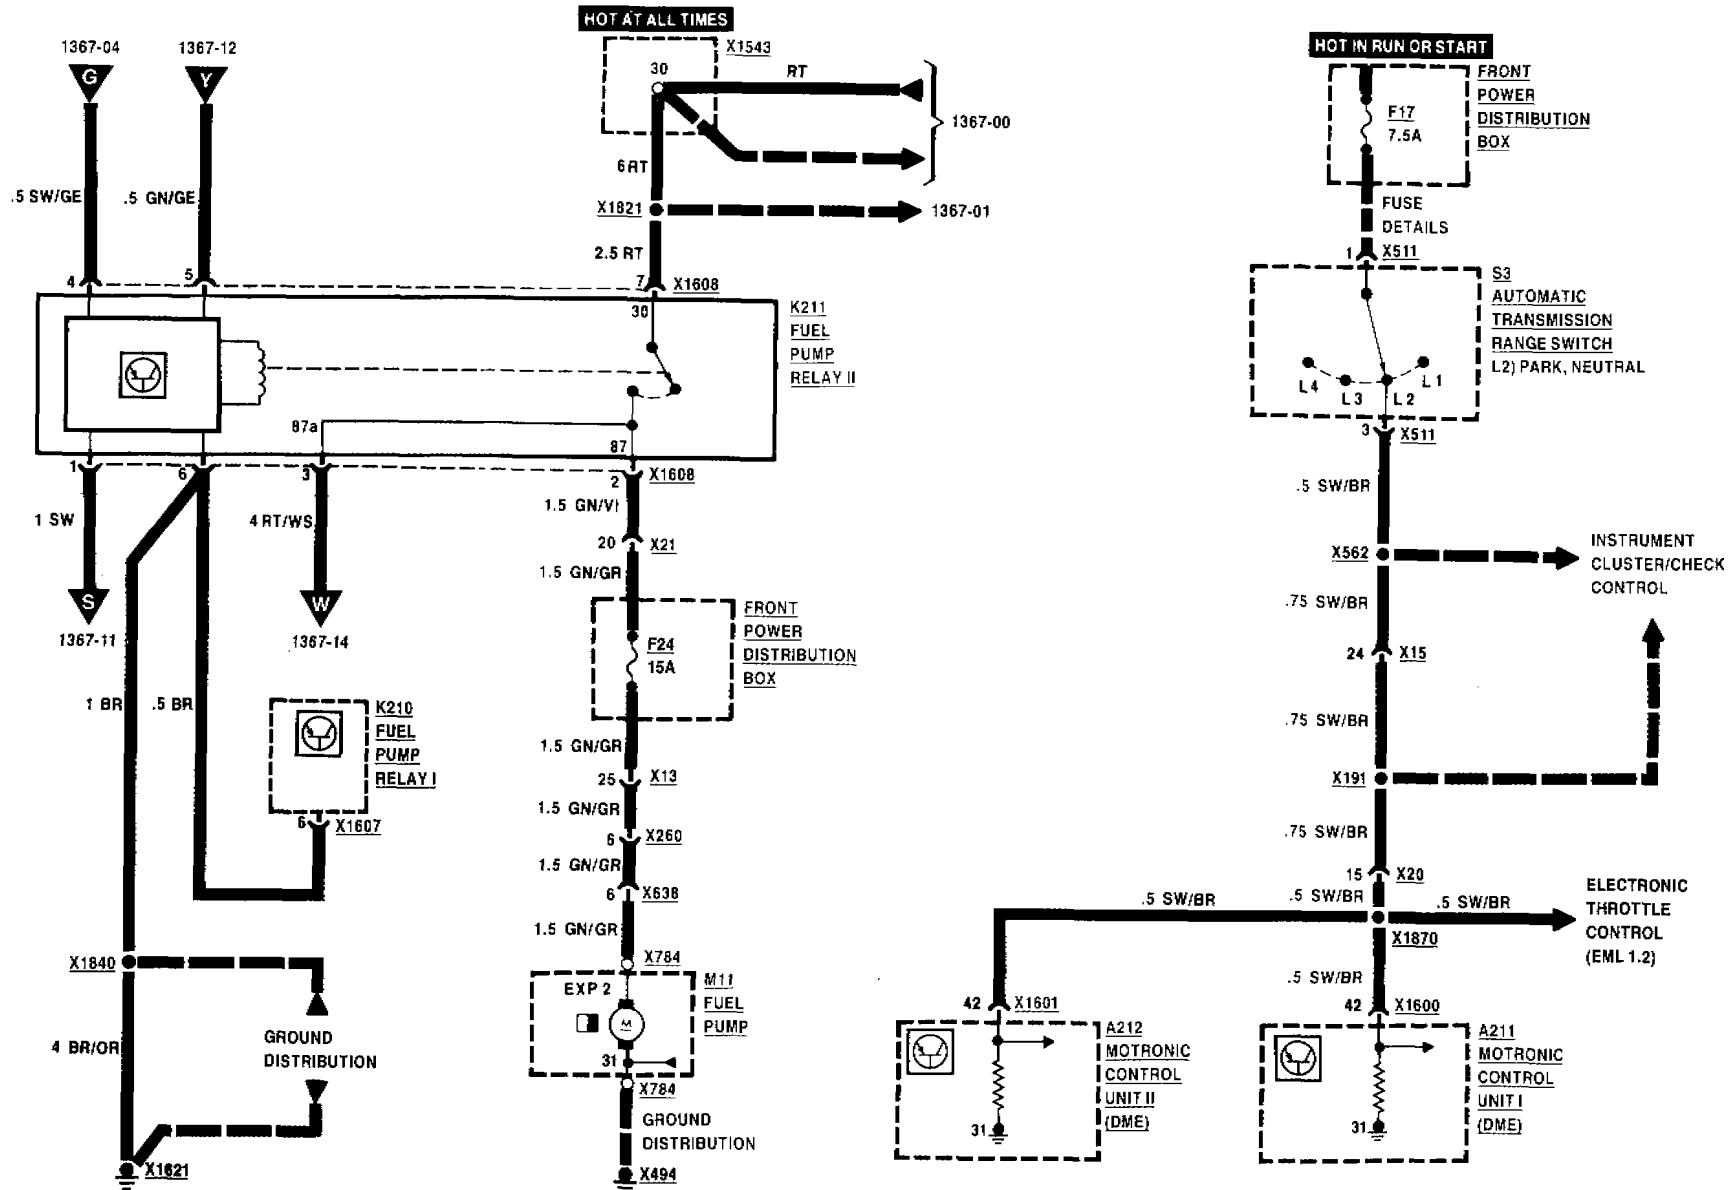 HOT AT ALL TIMES
1367-04
1367-12
G
Y
X1543
30
RT
1367-00
6RT
.5 SW/GE
.5 GN/GE
X1821
1367-01
2.5 RT
4
5
7
X1608
30
K211
FUEL
PUMP
RELAY II
87a
87
1
6
3
2
X1608
1 SW
4 RT/WS
1.5 GN/VI
20
X21
1.5 GN/GR
S
W
1367-11
1367-14
FRONT
POWER
DISTRIBUTION
BOX
F24
15A
1 BR
.5 BR
K210
FUEL
PUMP
RELAY I
6
X1607
1.5 GN/GR
25
X13
1.5 GN/GR
6
X260
1.5 GN/GR
6
X638
1.5 GN/GR
X784
X1840
EXP 2
M
31
M11
FUEL
PUMP
X784
4 BR/OR
GROUND
DISTRIBUTION
GROUND
DISTRIBUTION
X1621
X494
HOT IN RUN OR START
FRONT
POWER
DISTRIBUTION
BOX
F17
7.5A
FUSE
DETAILS
1
X511
S3
AUTOMATIC
TRANSMISSION
RANGE SWITCH
L2) PARK, NEUTRAL
L4
L3
L2
L1
3
X511
.5 SW/BR
X562
INSTRUMENT
CLUSTER/CHECK
CONTROL
.75 SW/BR
24
X15
.75 SW/BR
X191
.75 SW/BR
15
X20
.5 SW/BR
.5 SW/BR
.5 SW/BR
X1870
ELECTRONIC
THROTTLE
CONTROL
(EML 1.2)
.5 SW/BR
42
X1601
42
X1600
A212
MOTRONIC
CONTROL
UNIT II
(DME)
31
A211
MOTRONIC
CONTROL
UNIT I
(DME)
31